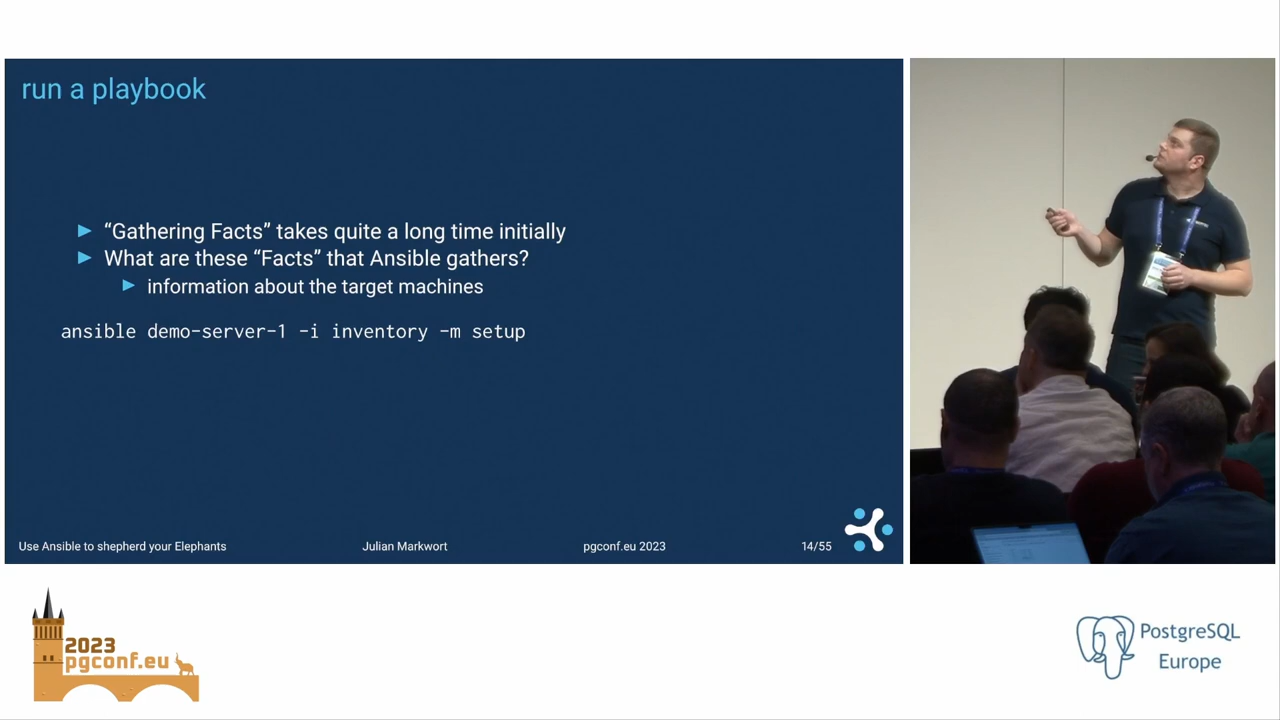 run a playbook
“Gathering Facts” takes quite a long time initially
What are these “Facts” that Ansible gathers?
information about the target machines
ansible demo-server-1 -i inventory -m setup
Use Ansible to shepherd your Elephants
Julian Markwort
pgconf.eu 2023
14/55
2023
pgconf.eu
PostgreSQL
Europe